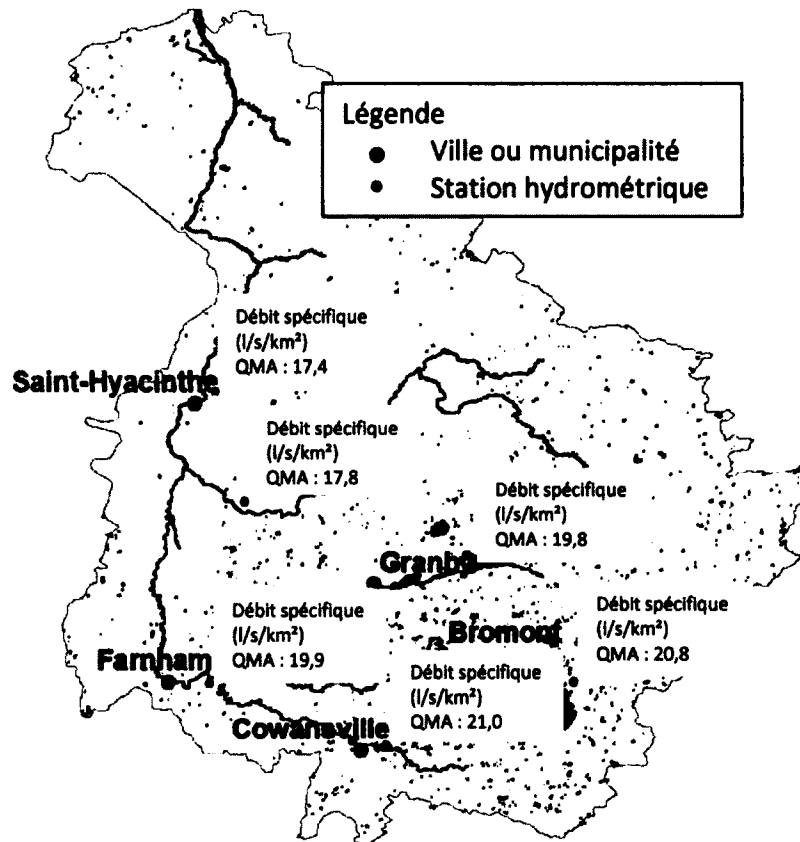 Légende
Ville ou municipalité
Station hydrométrique
Débit spécifique
(l/s/km²)
QMA : 17,4
Saint-Hyacinthe
Débit spécifique
(l/s/km²)
QMA : 17,8
Débit spécifique
(l/s/km²)
QMA : 19,8
Granby
Débit spécifique
(l/s/km²)
QMA : 19,9
Débit spécifique
(l/s/km²)
QMA : 20,8
Bromont
Farnham
Débit spécifique
(l/s/km²)
QMA : 21,0
Cowansville